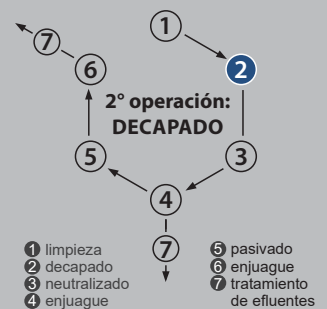 1
7
6
2
2° operación:
DECAPADO
5
3
4
7
1 limpieza
2 decapado
3 neutralizado
4 enjuague
5 pasivado
6 enjuague
7 tratamiento
de efluentes